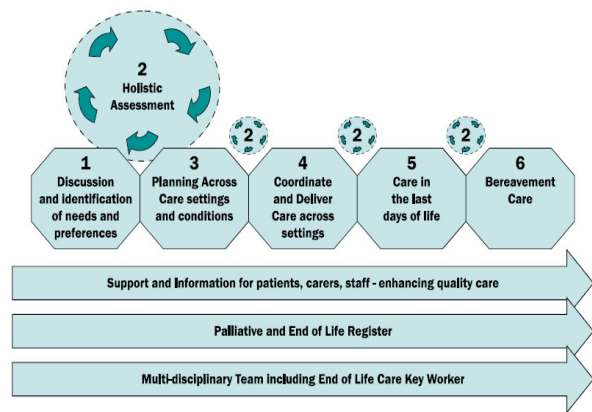 2
Holistic
Assessment
2
2
2
1
Discussion
and identification
of needs and
preferences
3
Planning Across
Care settings
and conditions
4
Coordinate
and Deliver
Care across
settings
5
Care in
the last
days of life
6
Bereavement
Care
Support and Information for patients, carers, staff - enhancing quality care
Palliative and End of Life Register
Multi-disciplinary Team including End of Life Care Key Worker